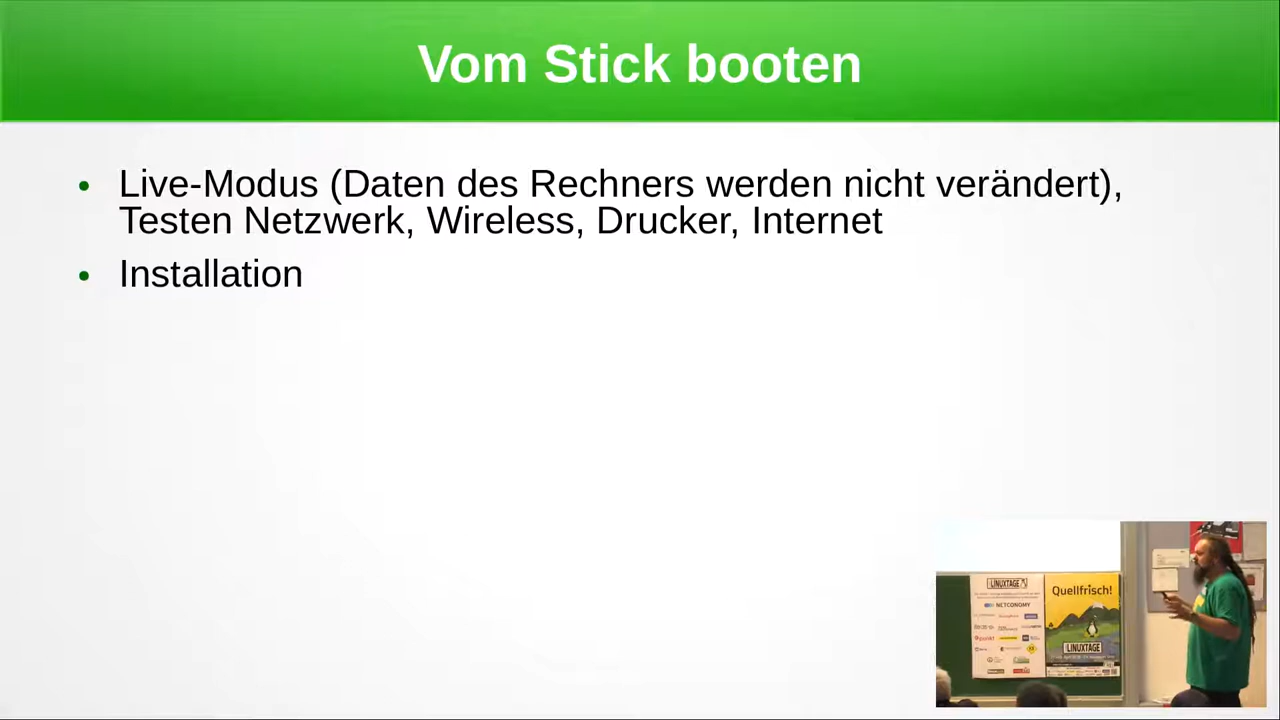 Vom Stick booten
Live-Modus (Daten des Rechners werden nicht verändert),
Testen Netzwerk, Wireless, Drucker, Internet
Installation
LINUXTAGE
NETCONOMY
Quellfrisch!
LINUXTAGE